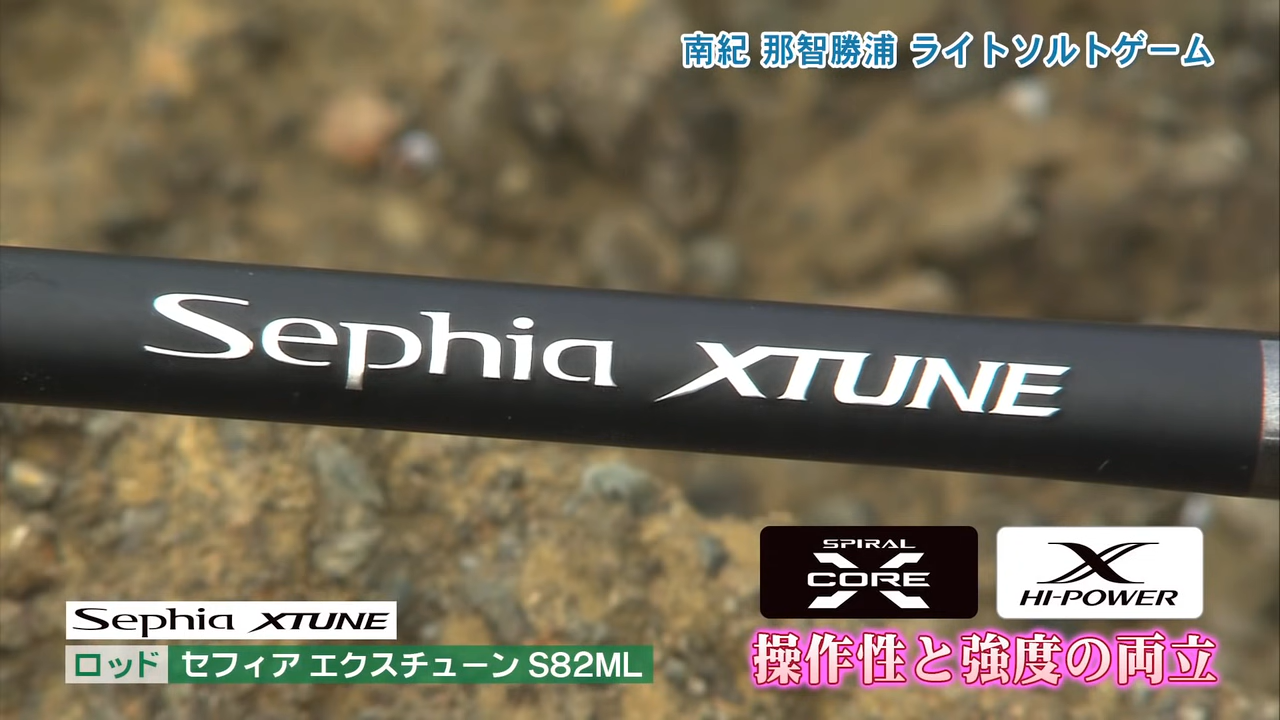 南紀 那智勝浦 ライトソルトゲーム
Sephia XTUNE
SPIRAL
X
CORE
X
HI-POWER
Sephia XTUNE
ロッド セフィア エクスチューン S82ML
操作性と強度の両立